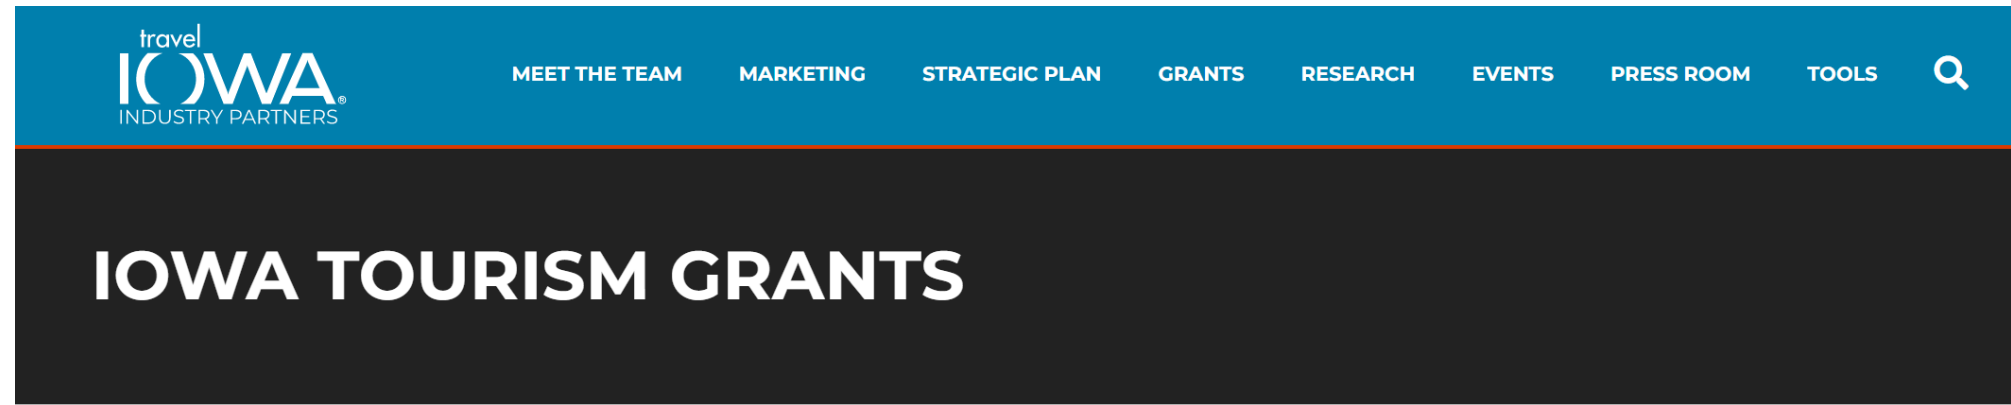 travel
IOWA®
INDUSTRY PARTNERS
MEET THE TEAM MARKETING STRATEGIC PLAN GRANTS RESEARCH EVENTS PRESS ROOM TOOLS
IOWA TOURISM GRANTS